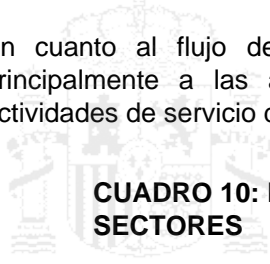 n cuanto al flujo de
rincipalmente a las a
ctividades de servicio c
CUADRO 10: I
SECTORES